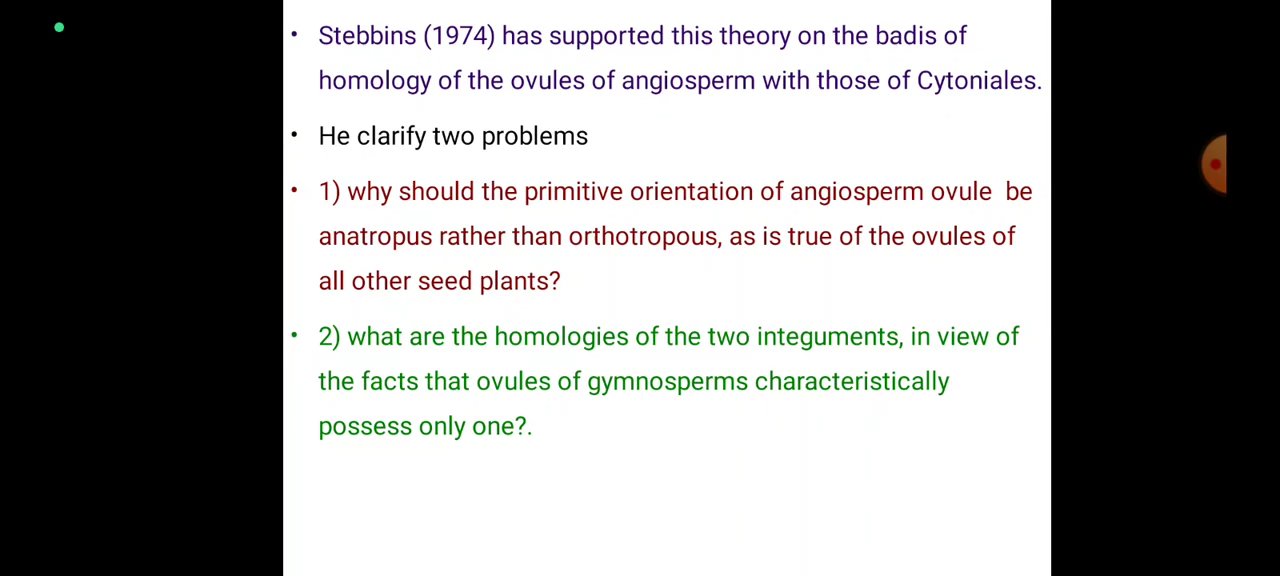 • Stebbins (1974) has supported this theory on the badis of
homology of the ovules of angiosperm with those of Cytoniales.
• He clarify two problems
• 1) why should the primitive orientation of angiosperm ovule be
anatropus rather than orthotropous, as is true of the ovules of
all other seed plants?
• 2) what are the homologies of the two integuments, in view of
the facts that ovules of gymnosperms characteristically
possess only one?.